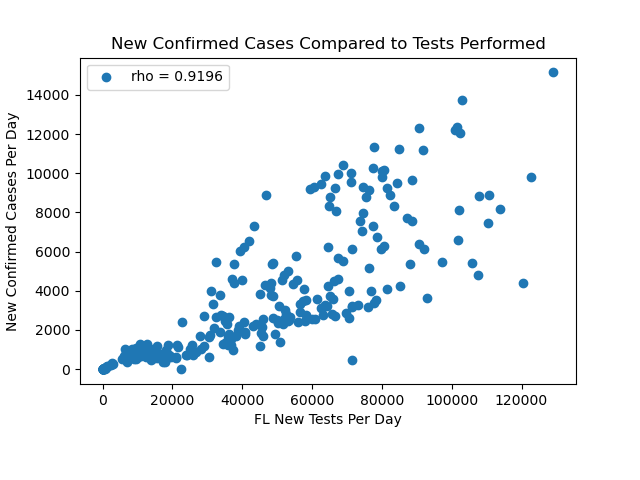 New Confirmed Cases Compared to Tests Performed
rho = 0.9196
14000
12000
10000
8000
6000
4000
2000
0
New Confirmed Caeses Per Day
0 20000 40000 60000 80000 100000 120000
FL New Tests Per Day